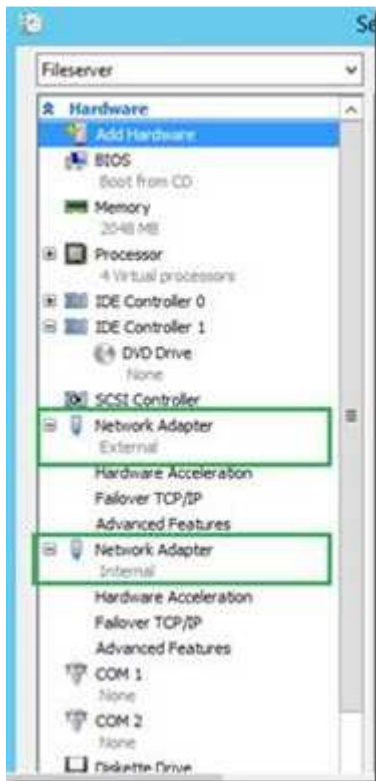 Se
Fileserver
Hardware
Add Hardware
BIOS
Boot from CD
Memory
2048 MB
Processor
4 Virtual processors
IDE Controller 0
IDE Controller 1
DVD Drive
None
SCSI Controller
Network Adapter
External
Hardware Acceleration
Failover TCP/IP
Advanced Features
Network Adapter
Internal
Hardware Acceleration
Failover TCP/IP
Advanced Features
COM 1
None
COM 2
None
Diskette Drive